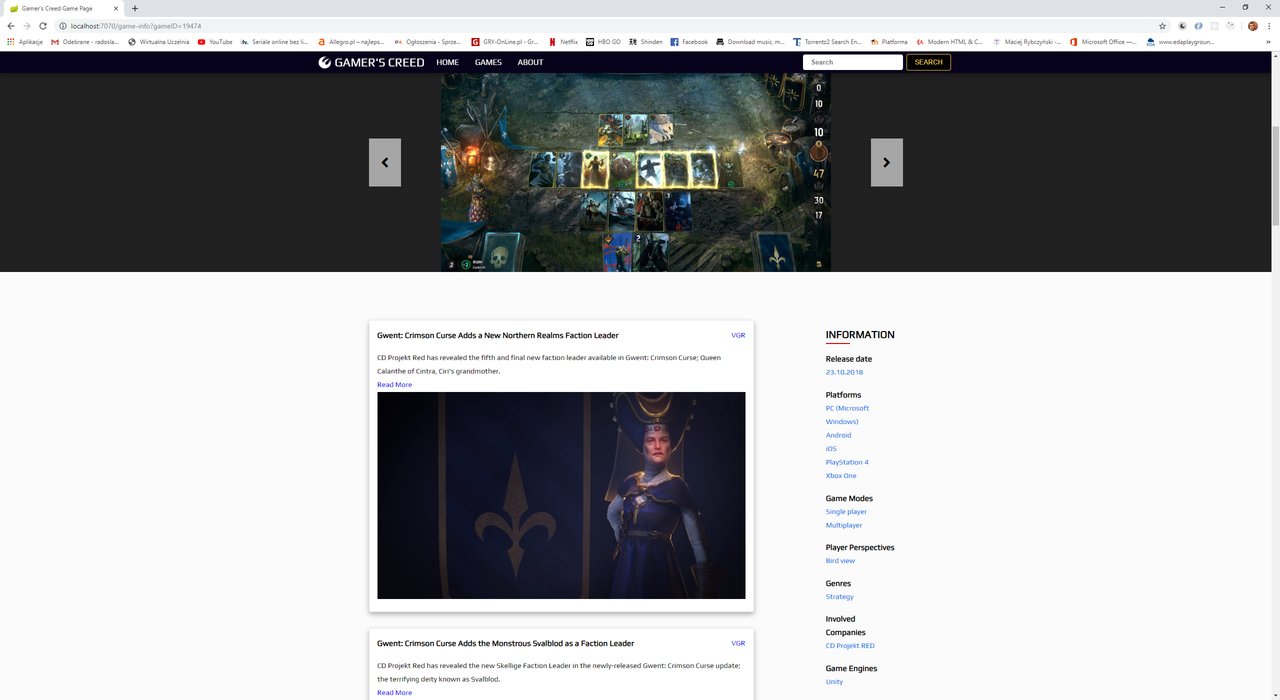 Gamer's Creed Game Page
localhost:7070/game-info?gameID=19474
Aplikacje
Odebrane - radosla...
Wirtualna Uczelnia
YouTube
Seriale online bez li...
Allegro.pl – najleps...
Ogłoszenia - Sprze...
GRY-OnLine.pl – Gr...
Netflix
HBO GO
Shinden
Facebook
Download music, m...
Torrentz2 Search En...
Platforma
Modern HTML & C...
Maciej Rybczyński -...
Microsoft Office —...
www.edaplaygroun...
GAMER'S CREED HOME GAMES ABOUT Search SEARCH
0
10
10
47
30
17
2
Gwent: Crimson Curse Adds a New Northern Realms Faction Leader VGR
CD Projekt Red has revealed the fifth and final new faction leader available in Gwent: Crimson Curse; Queen
Calanthe of Cintra, Ciri's grandmother.
Read More
Gwent: Crimson Curse Adds the Monstrous Svalblod as a Faction Leader VGR
CD Projekt Red has revealed the new Skellige Faction Leader in the newly-released Gwent: Crimson Curse update;
the terrifying deity known as Svalblod.
Read More
INFORMATION
Release date
23.10.2018
Platforms
PC (Microsoft
Windows)
Android
iOS
PlayStation 4
Xbox One
Game Modes
Single player
Multiplayer
Player Perspectives
Bird view
Genres
Strategy
Involved
Companies
CD Projekt RED
Game Engines
Unity